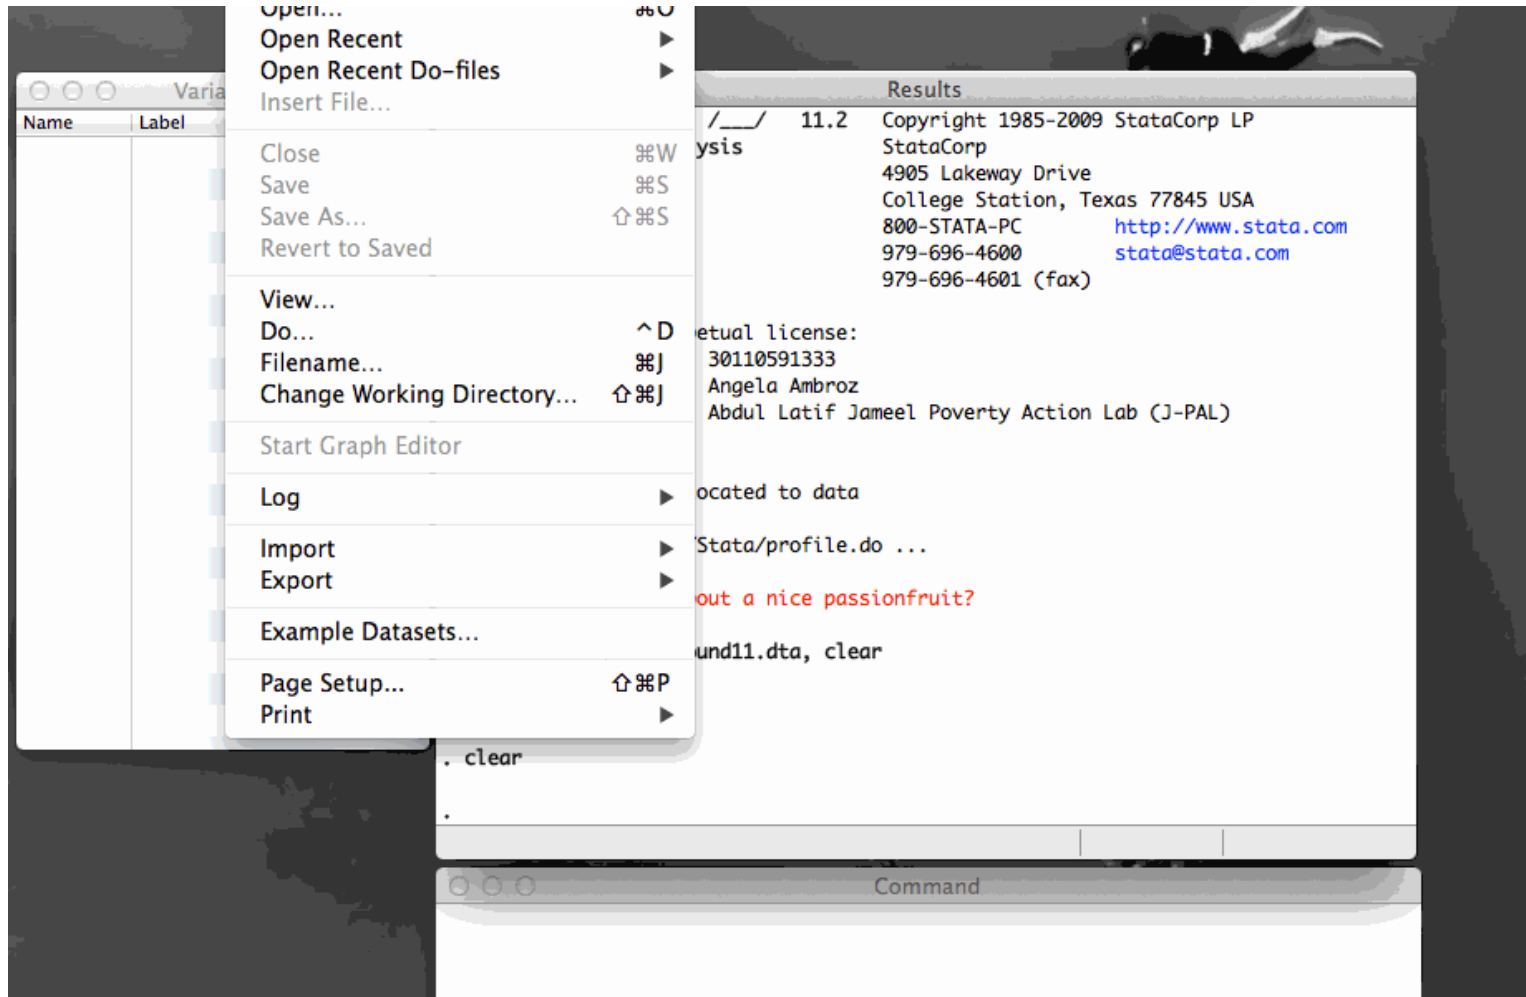 Open... ⌘O
Open Recent ▶
Open Recent Do-files ▶
Insert File...
Close ⌘W
Save ⌘S
Save As... ⇧⌘S
Revert to Saved
View...
Do... ^D
Filename... ⌘J
Change Working Directory... ⇧⌘J
Start Graph Editor
Log ▶
Import ▶
Export ▶
Example Datasets...
Page Setup... ⇧⌘P
Print ▶
Varia
Name Label
Results
/___/ 11.2 Copyright 1985-2009 StataCorp LP
ysis StataCorp
4905 Lakeway Drive
College Station, Texas 77845 USA
800-STATA-PC http://www.stata.com
979-696-4600 stata@stata.com
979-696-4601 (fax)
etual license:
30110591333
Angela Ambroz
Abdul Latif Jameel Poverty Action Lab (J-PAL)
ocated to data
/Stata/profile.do ...
out a nice passionfruit?
und11.dta, clear
. clear
.
Command